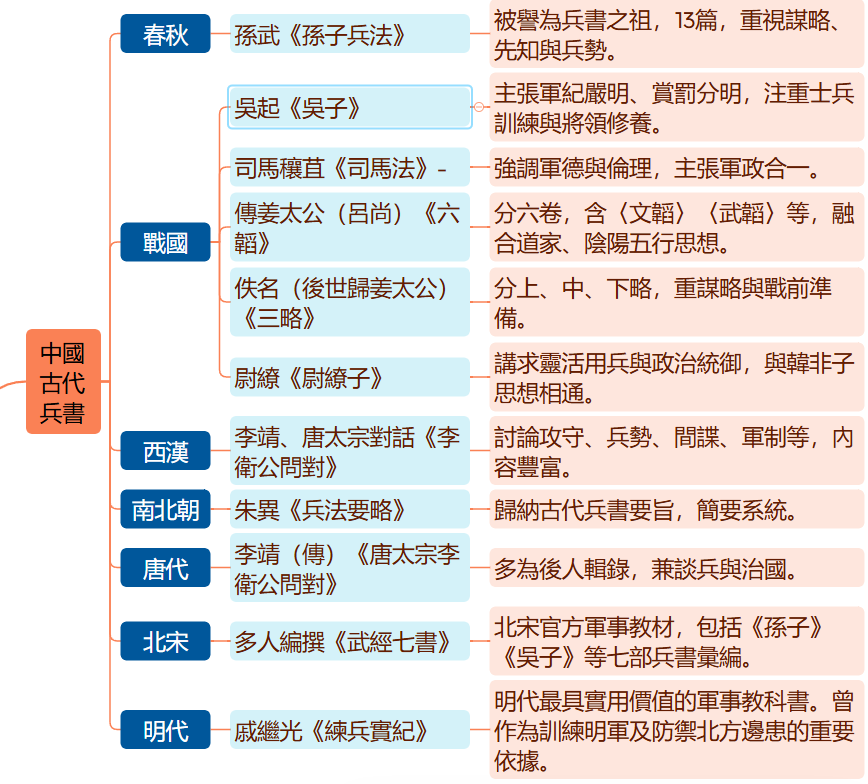 中國
古代
兵書
春秋
孫武《孫子兵法》
被譽為兵書之祖，13篇，重視謀略、
先知與兵勢。
戰國
吳起《吳子》
主張軍紀嚴明、賞罰分明，注重士兵
訓練與將領修養。
司馬穰苴《司馬法》-
強調軍德與倫理，主張軍政合一。
傳姜太公（呂尚）《六
韜》
分六卷，含〈文韜〉〈武韜〉等，融
合道家、陰陽五行思想。
佚名（後世歸姜太公）
《三略》
分上、中、下略，重謀略與戰前準
備。
尉繚《尉繚子》
講求靈活用兵與政治統御，與韓非子
思想相通。
西漢
李靖、唐太宗對話《李
衛公問對》
討論攻守、兵勢、間諜、軍制等，內
容豐富。
南北朝
朱異《兵法要略》
歸納古代兵書要旨，簡要系統。
唐代
李靖（傳）《唐太宗李
衛公問對》
多為後人輯錄，兼談兵與治國。
北宋
多人編撰《武經七書》
北宋官方軍事教材，包括《孫子》
《吳子》等七部兵書彙編。
明代
戚繼光《練兵實紀》
明代最具實用價值的軍事教科書。曾
作為訓練明軍及防禦北方邊患的重要
依據。